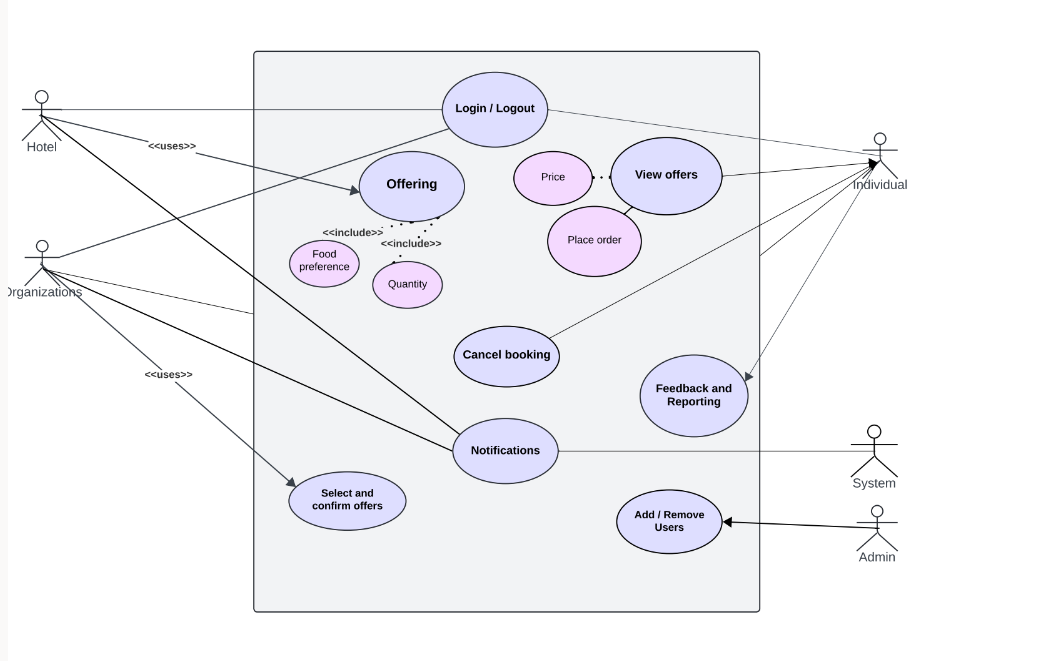 Login / Logout
Hotel
<<uses>>
Offering
Price
View offers
Individual
<<include>>
<<include>>
Place order
Food
preference
Quantity
Organizations
Cancel booking
<<uses>>
Feedback and
Reporting
Notifications
System
Select and
confirm offers
Add / Remove
Users
Admin